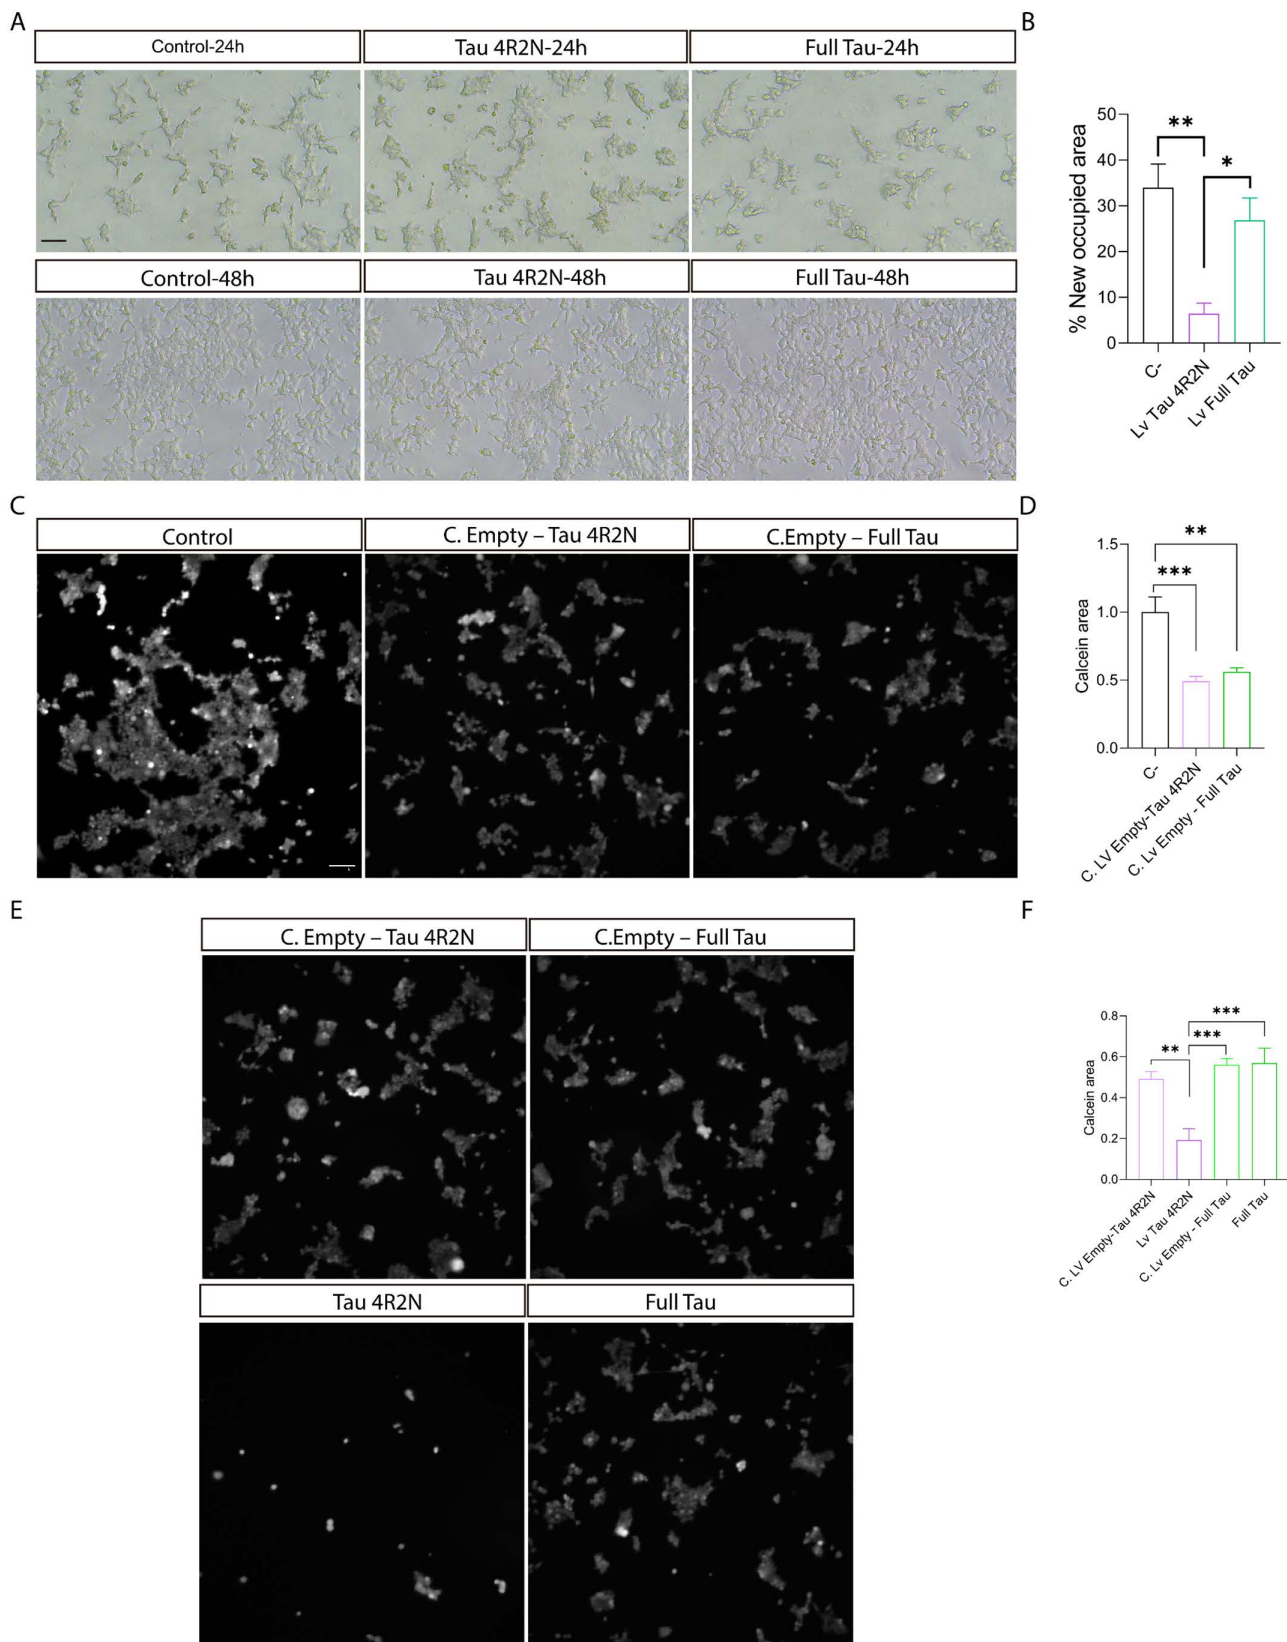 A
Control-24h
Tau 4R2N-24h
Full Tau-24h
Control-48h
Tau 4R2N-48h
Full Tau-48h
B
% New occupied area
50
40
30
20
10
0
**
*
C-
Lv Tau 4R2N
Lv Full Tau
C
Control
C. Empty – Tau 4R2N
C.Empty – Full Tau
D
Calcein area
1.5
1.0
0.5
0.0
**
***
C-
C. LV Empty-Tau 4R2N
C. Lv Empty - Full Tau
E
C. Empty – Tau 4R2N
C.Empty – Full Tau
Tau 4R2N
Full Tau
F
Calcein area
0.8
0.6
0.4
0.2
0.0
**
***
***
C. LV Empty-Tau 4R2N
Lv Tau 4R2N
C. Lv Empty - Full Tau
Full Tau